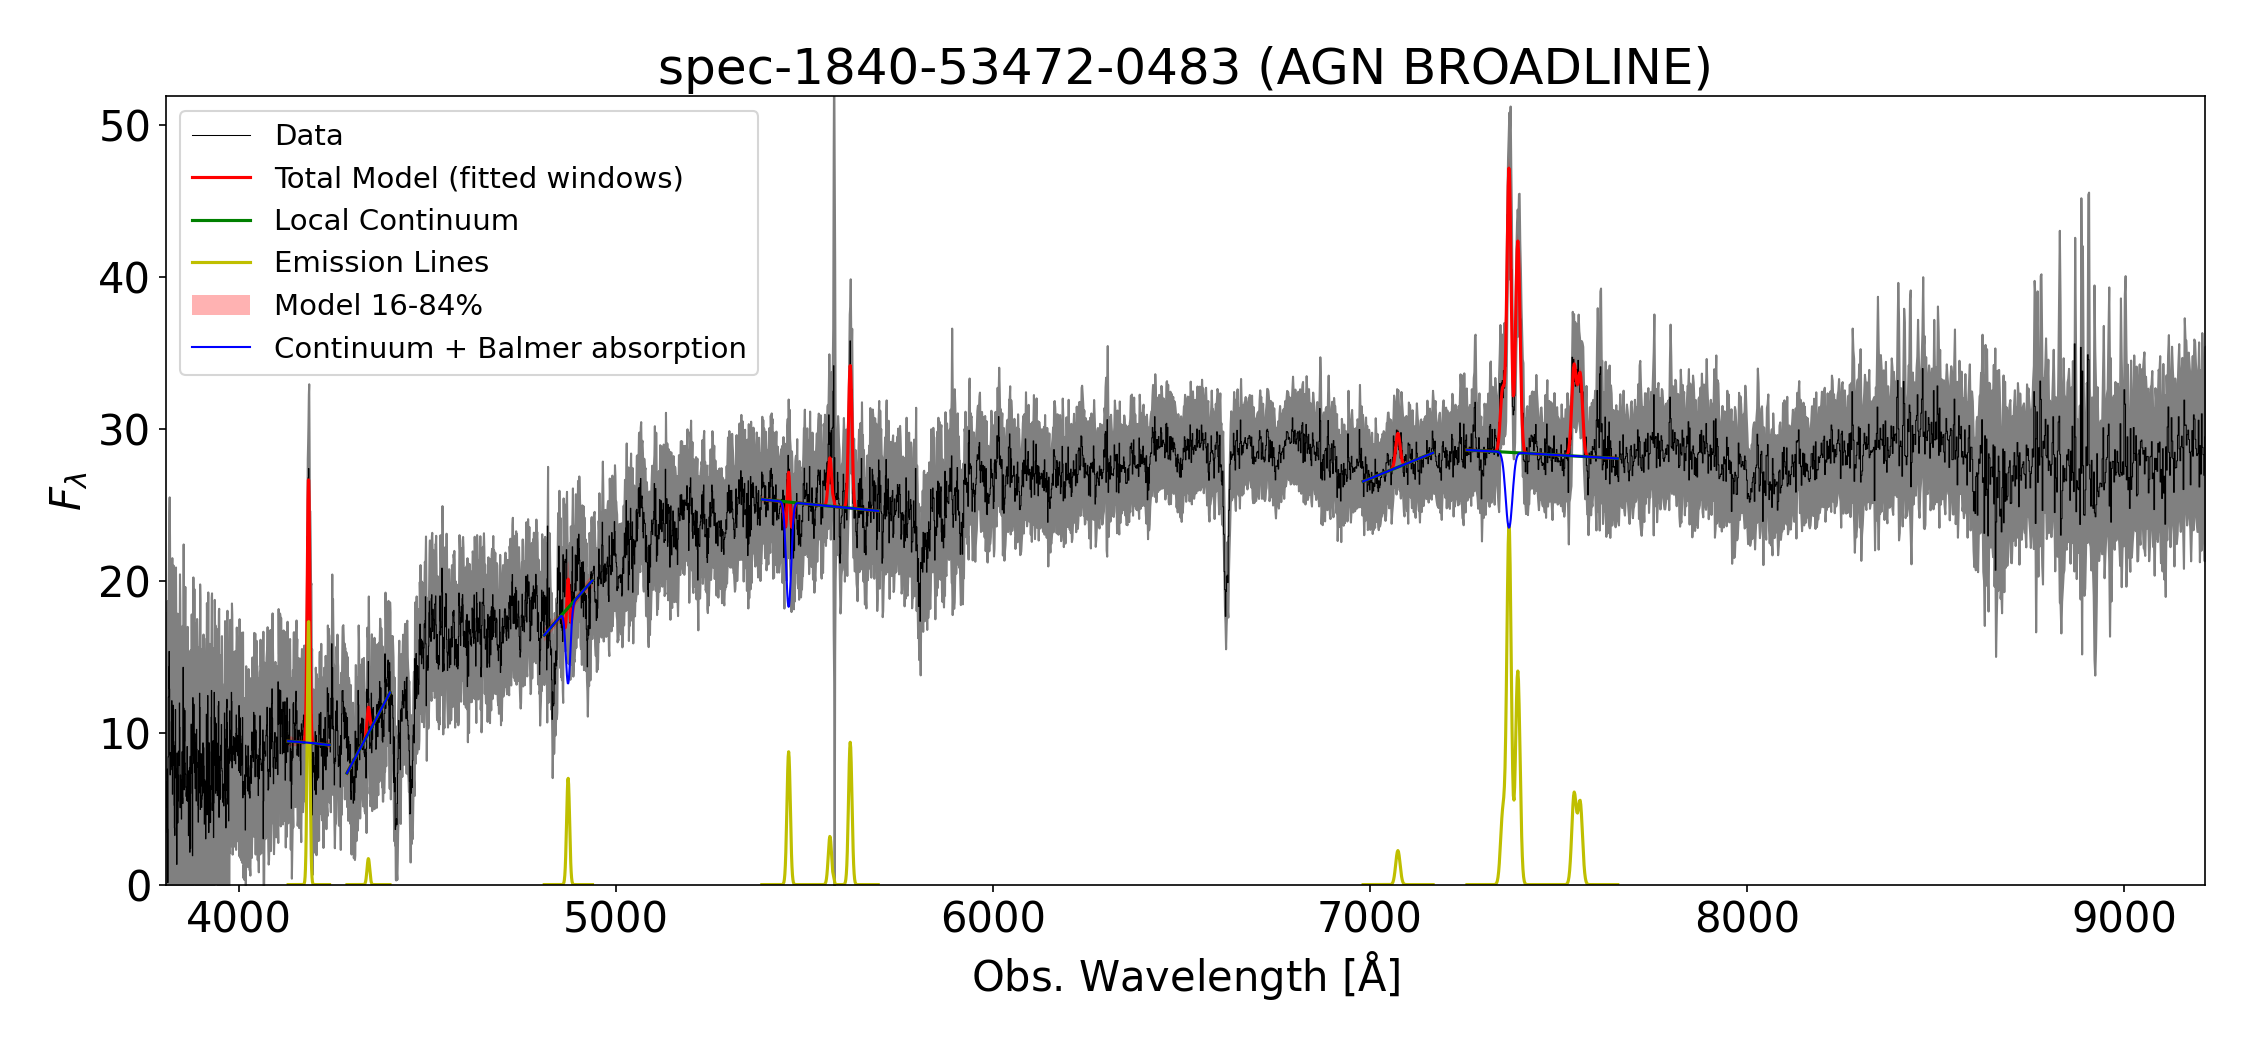 spec-1840-53472-0483 (AGN BROADLINE)
50
40
30
20
10
0
F_λ
Data
Total Model (fitted windows)
Local Continuum
Emission Lines
Model 16-84%
Continuum + Balmer absorption
4000 5000 6000 7000 8000 9000
Obs. Wavelength [Å]